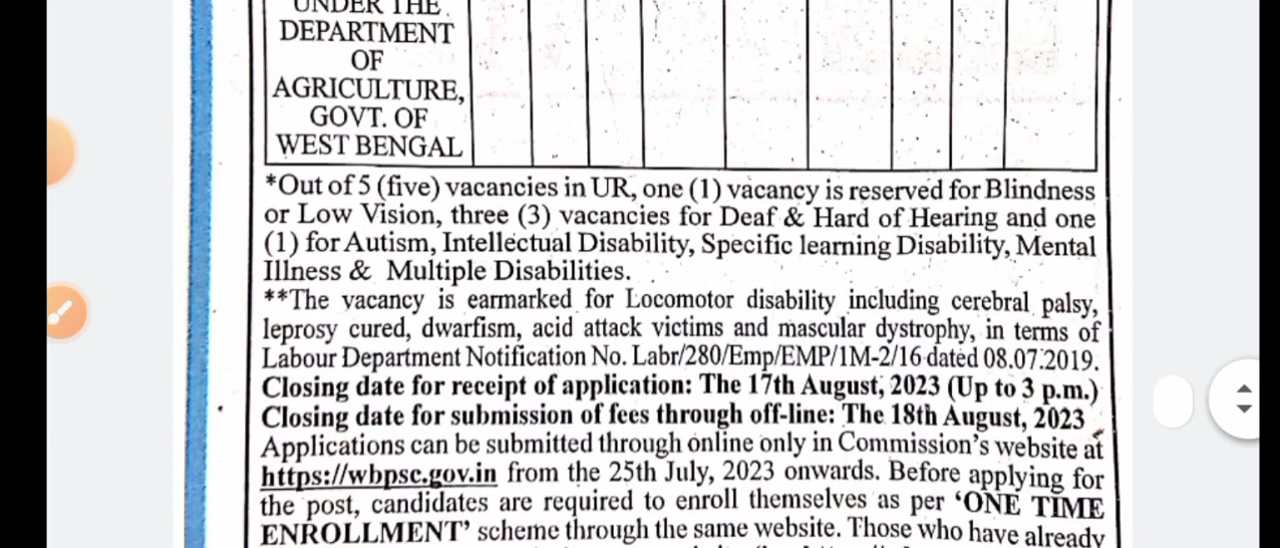 UNDER THE
DEPARTMENT
OF
AGRICULTURE,
GOVT. OF
WEST BENGAL
*Out of 5 (five) vacancies in UR, one (1) vacancy is reserved for Blindness
or Low Vision, three (3) vacancies for Deaf & Hard of Hearing and one
(1) for Autism, Intellectual Disability, Specific learning Disability, Mental
Illness & Multiple Disabilities.
**The vacancy is earmarked for Locomotor disability including cerebral palsy,
leprosy cured, dwarfism, acid attack victims and mascular dystrophy, in terms of
Labour Department Notification No. Labr/280/Emp/EMP/1M-2/16 dated 08.07.2019.
Closing date for receipt of application: The 17th August, 2023 (Up to 3 p.m.)
Closing date for submission of fees through off-line: The 18th August, 2023
Applications can be submitted through online only in Commission's website at
https://wbpsc.gov.in from the 25th July, 2023 onwards. Before applying for
the post, candidates are required to enroll themselves as per ‘ONE TIME
ENROLLMENT’ scheme through the same website. Those who have already